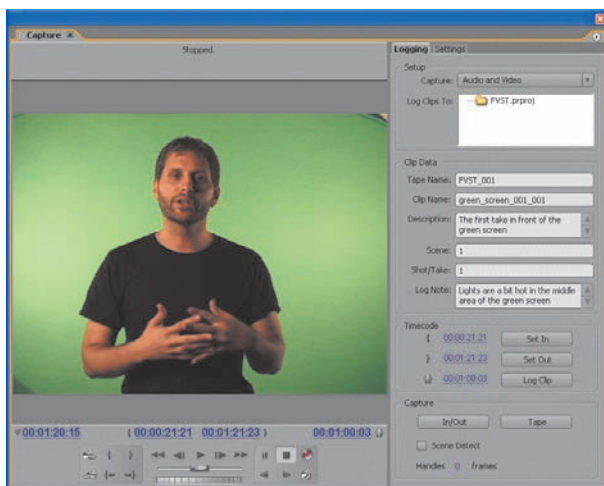 Capture
Stopped.
Logging Settings
Setup
Capture: Audio and Video
Log Clips To: FVST.prproj
Clip Data
Tape Name: FVST_001
Clip Name: green_screen_001_001
Description: The first take in front of the
green screen
Scene: 1
Shot/Take: 1
Log Note: Lights are a bit hot in the middle
area of the green screen
Timecode
{ 00:00:21:21 Set In
} 00:01:21:23 Set Out
{} 00:01:00:03 Log Clip
Capture
In/Out Tape
Scene Detect
Handles 0 frames
00:01:20:15 { 00:00:21:21 00:01:21:23 } 00:01:00:03 {}